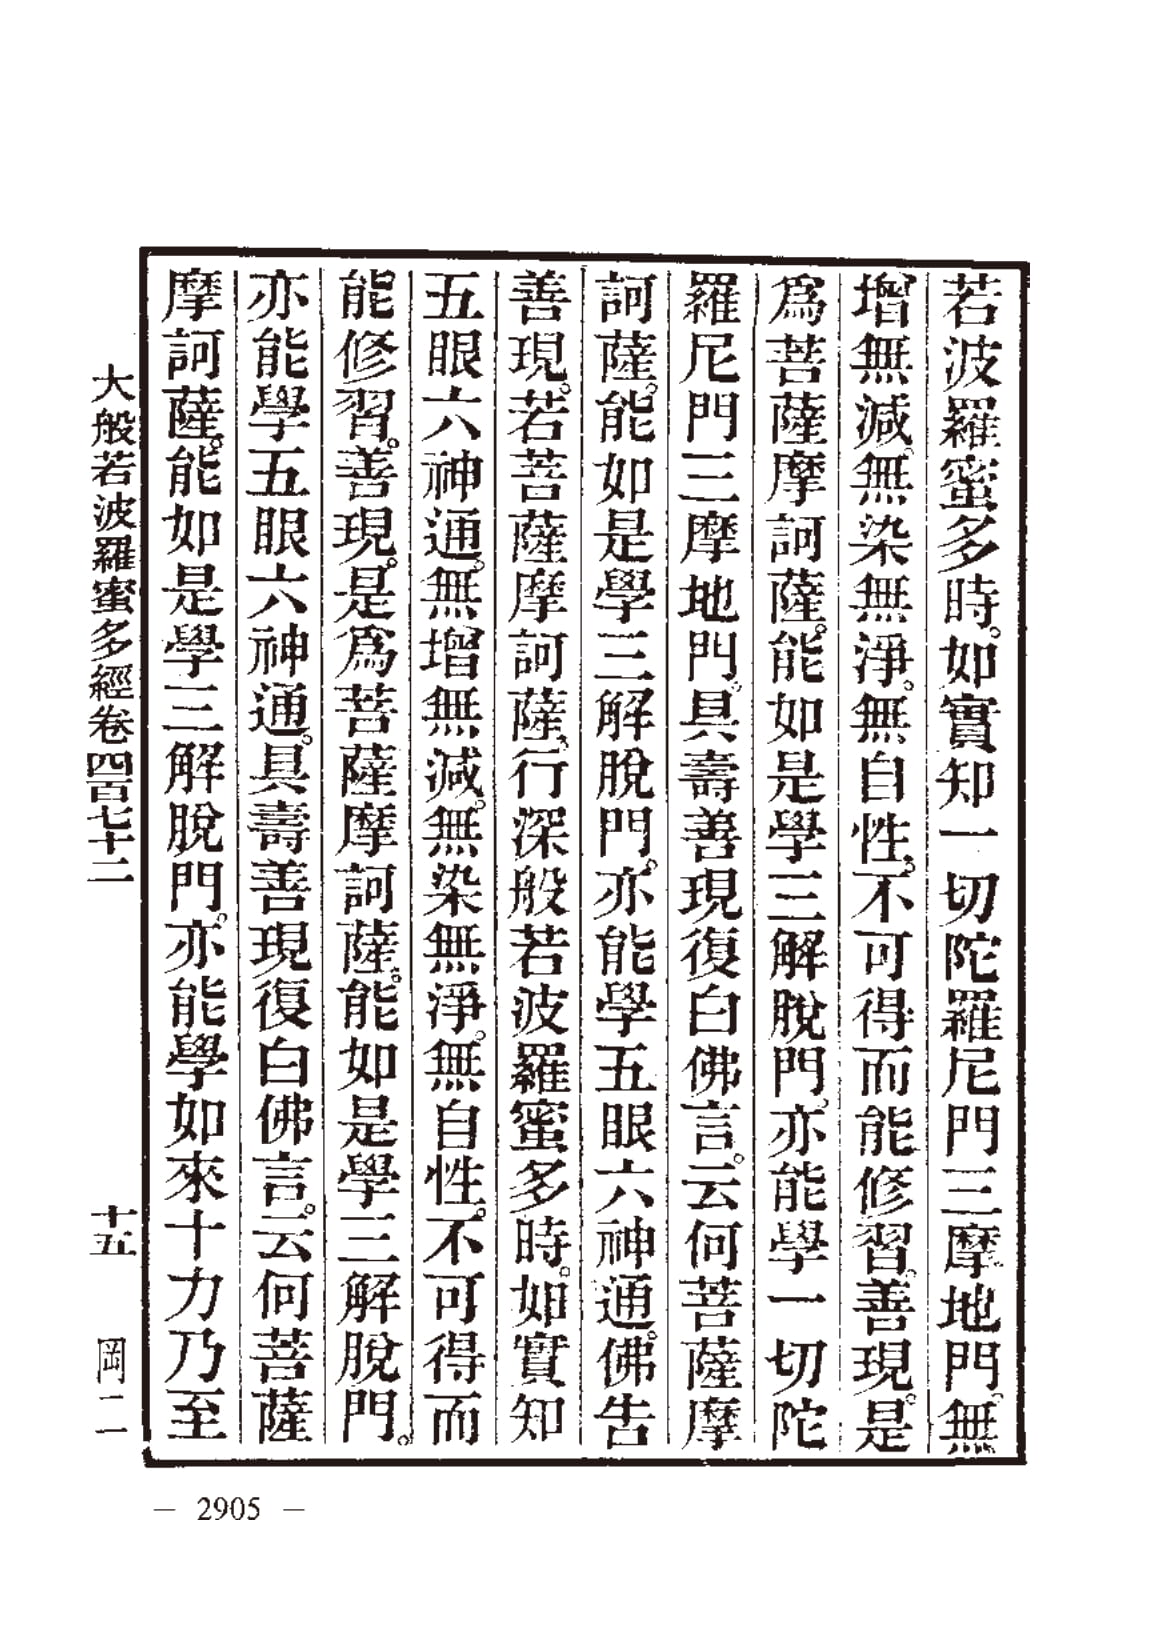 若波羅蜜多時。如實知一切陀羅尼門三摩地門。無
增無減。無染無淨。無自性。不可得而能修習。善現。是
爲菩薩摩訶薩。能如是學三解脫門。亦能學一切陀
羅尼門三摩地門。具壽善現復白佛言。云何菩薩摩
訶薩。能如是學三解脫門。亦能學五眼六神通。佛告
善現。若菩薩摩訶薩。行深般若波羅蜜多時。如實知
五眼六神通。無增無減。無染無淨。無自性。不可得而
能修習。善現。是爲菩薩摩訶薩。能如是學三解脫門。
亦能學五眼六神通。具壽善現復白佛言。云何菩薩
摩訶薩。能如是學三解脫門。亦能學如來十力乃至
大般若波羅蜜多經卷四百七十二 十五 岡二
— 2905 —